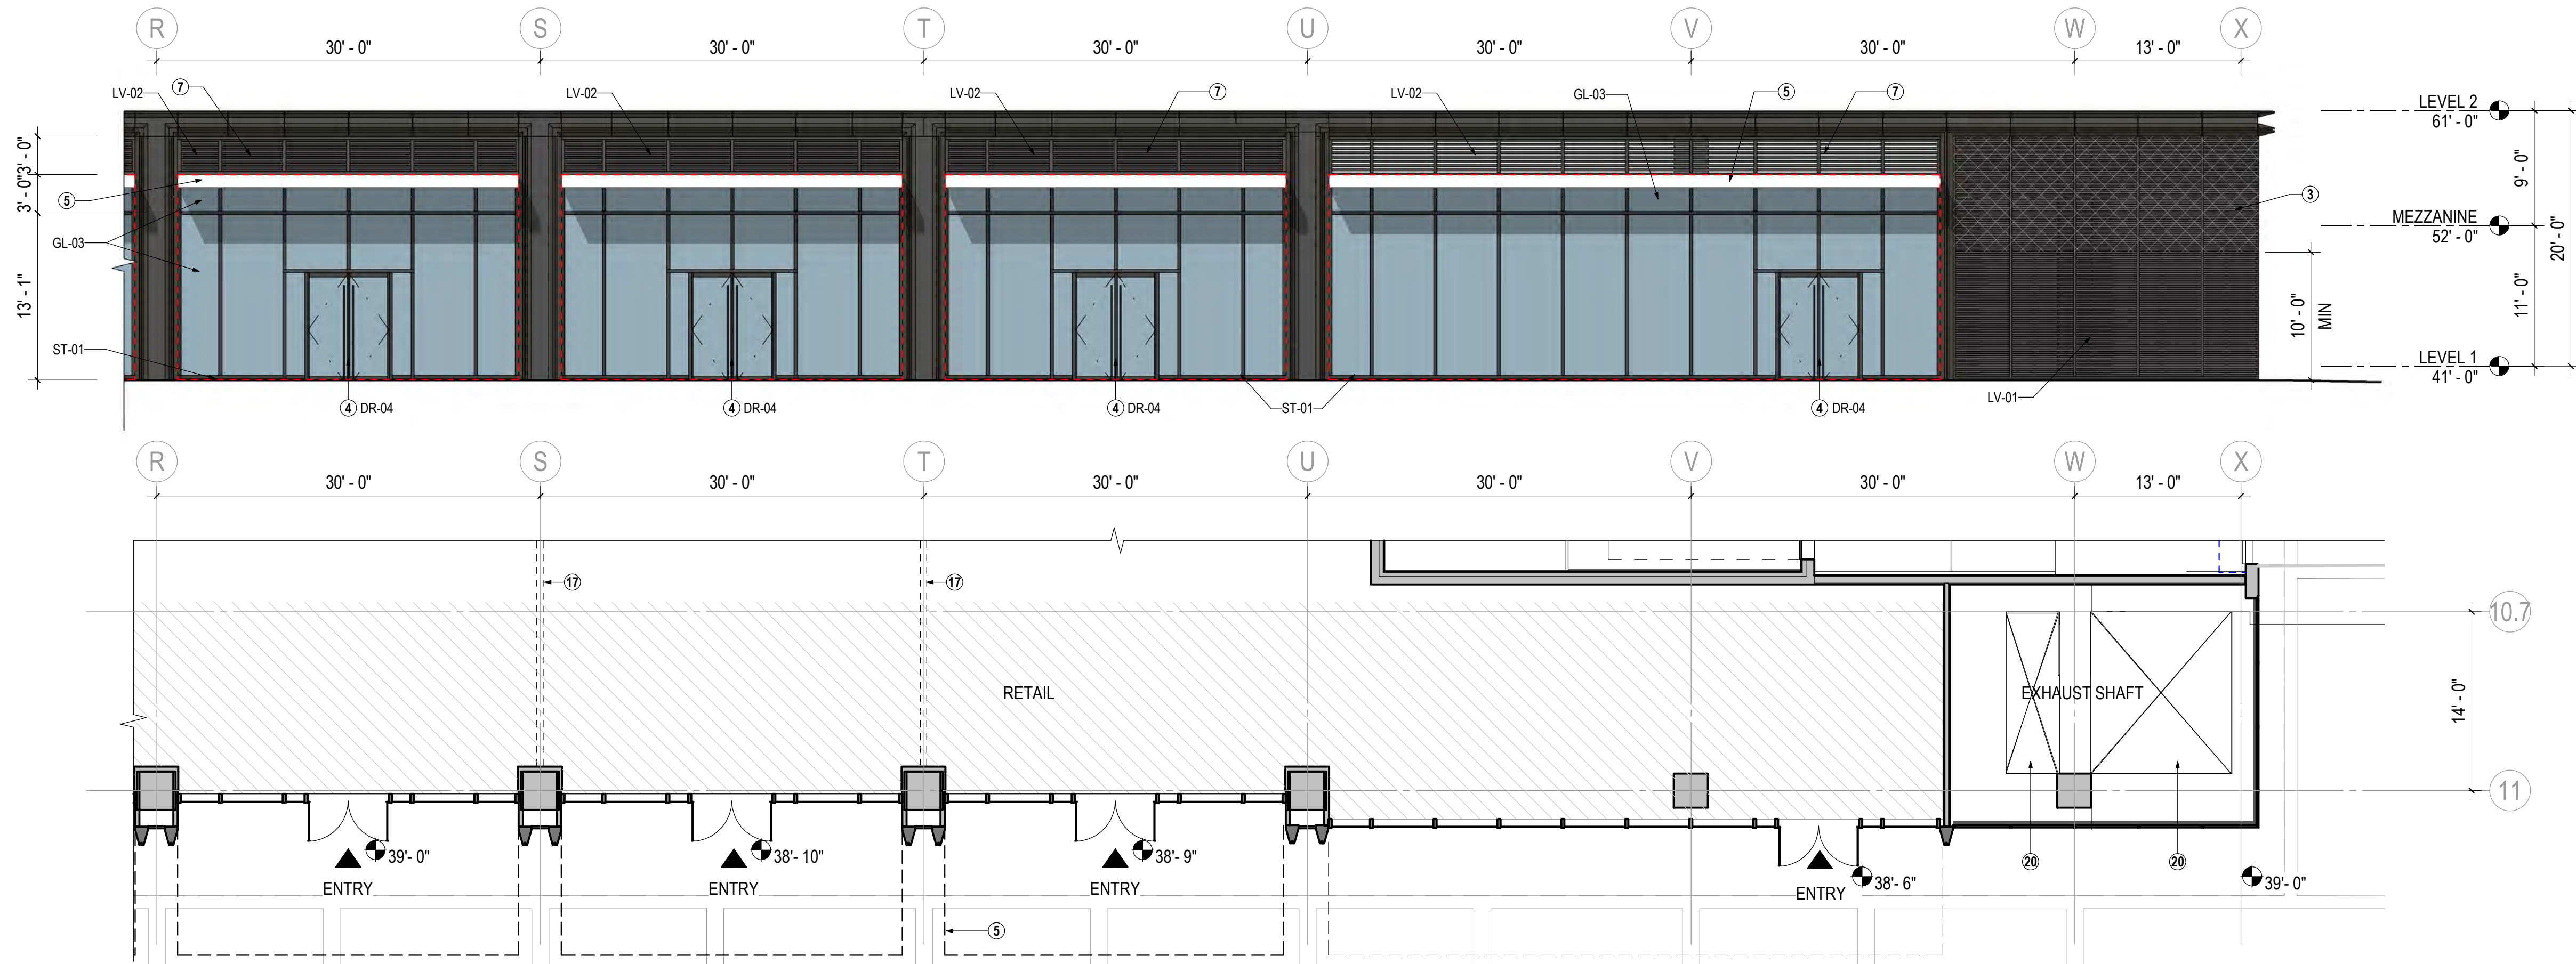 R S T U V W X
30' - 0" 30' - 0" 30' - 0" 30' - 0" 30' - 0" 13' - 0"
LV-02 7 LV-02 LV-02 7 LV-02 GL-03 5 7
LEVEL 2
61' - 0"
3' - 0"
3' - 0"
13' - 1"
5
GL-03
ST-01
3
9' - 0"
MEZZANINE
52' - 0"
20' - 0"
11' - 0"
10' - 0"
MIN
LEVEL 1
41' - 0"
LV-01
4 DR-04 4 DR-04 4 DR-04 ST-01 4 DR-04
R S T U V W X
30' - 0" 30' - 0" 30' - 0" 30' - 0" 30' - 0" 13' - 0"
17 17
10.7
RETAIL EXHAUST SHAFT
14' - 0"
11
39'- 0" 38'- 10" 38'- 9" 20 20
ENTRY ENTRY ENTRY ENTRY 38'- 6" 39'- 0"
5